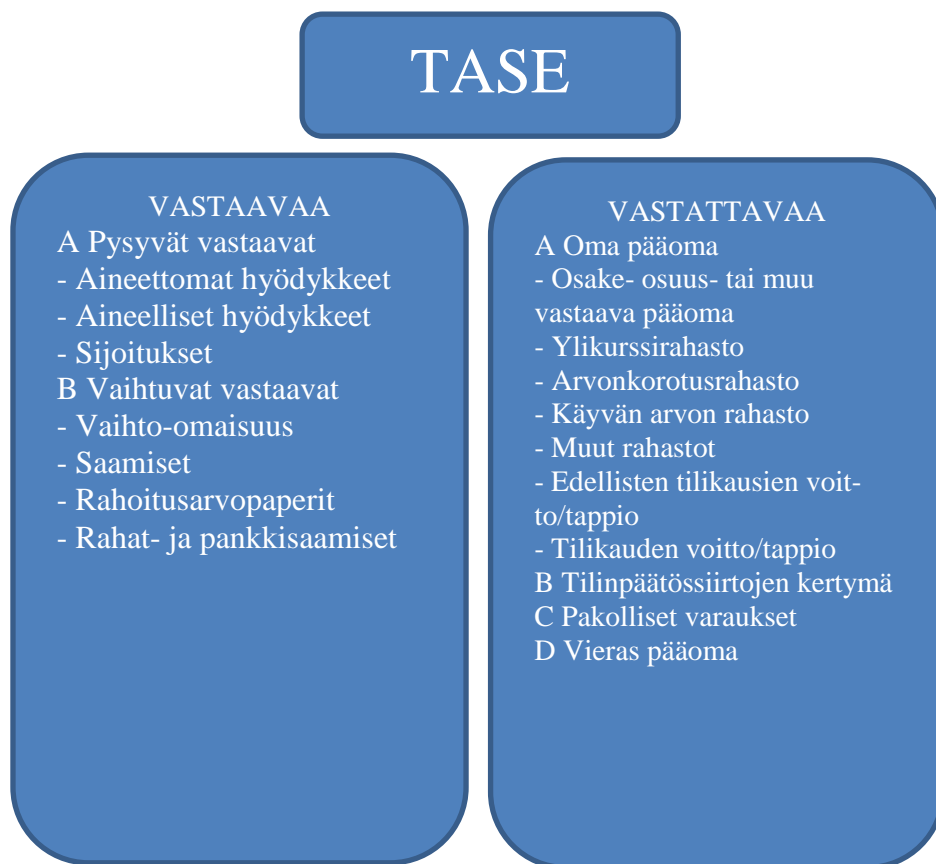 TASE
VASTAAVAA
A Pysyvät vastaavat
- Aineettomat hyödykkeet
- Aineelliset hyödykkeet
- Sijoitukset
B Vaihtuvat vastaavat
- Vaihto-omaisuus
- Saamiset
- Rahoitusarvopaperit
- Rahat- ja pankkisaamiset
VASTATTAVAA
A Oma pääoma
- Osake- osuus- tai muu
vastaava pääoma
- Ylikurssirahasto
- Arvonkorotusrahasto
- Käyvän arvon rahasto
- Muut rahastot
- Edellisten tilikausien voit-
to/tappio
- Tilikauden voitto/tappio
B Tilinpäätössiirtojen kertymä
C Pakolliset varaukset
D Vieras pääoma